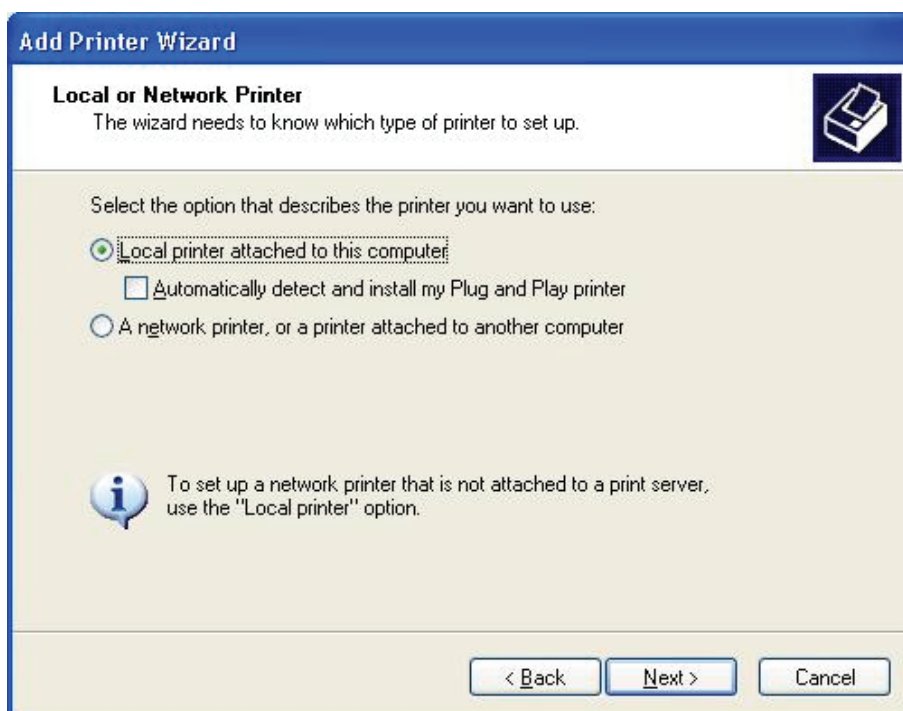 Add Printer Wizard
Local or Network Printer
The wizard needs to know which type of printer to set up.
Select the option that describes the printer you want to use:
Local printer attached to this computer
Automatically detect and install my Plug and Play printer
A network printer, or a printer attached to another computer
To set up a network printer that is not attached to a print server,
use the "Local printer" option.
< Back Next > Cancel